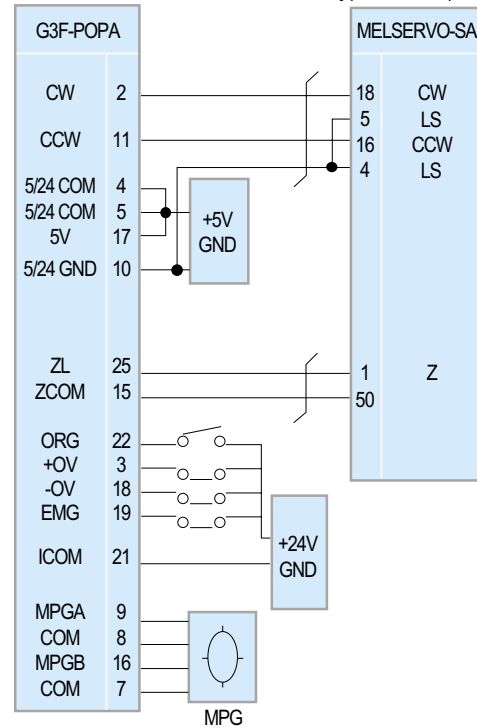 G3F-POPA MELSERVO-SA
CW 2 18 CW
5 LS
CCW 11 16 CCW
4 LS
5/24 COM 4
5/24 COM 5
+5V
5V 17
GND
5/24 GND 10
ZL 25 1 Z
ZCOM 15 50
ORG 22
+OV 3
-OV 18
EMG 19
+24V
ICOM 21
GND
MPGA 9
COM 8
MPGB 16
COM 7
MPG